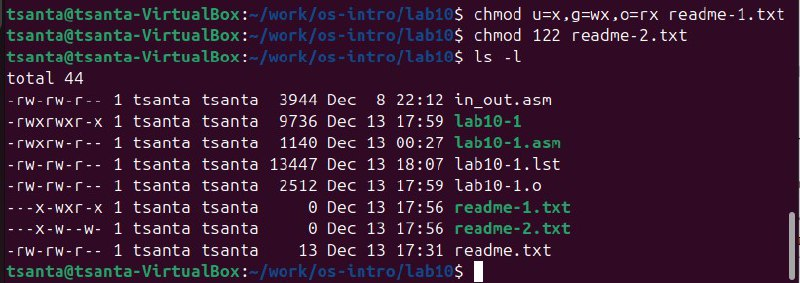 tsanta@tsanta-VirtualBox:~/work/os-intro/lab10$ chmod u=x,g=wx,o=rx readme-1.txt
tsanta@tsanta-VirtualBox:~/work/os-intro/lab10$ chmod 122 readme-2.txt
tsanta@tsanta-VirtualBox:~/work/os-intro/lab10$ ls -l
total 44
-rw-rw-r-- 1 tsanta tsanta  3944 Dec  8 22:12 in_out.asm
-rwxrwxr-x 1 tsanta tsanta  9736 Dec 13 17:59 lab10-1
-rwxrw-r-- 1 tsanta tsanta  1140 Dec 13 00:27 lab10-1.asm
-rw-rw-r-- 1 tsanta tsanta 13447 Dec 13 18:07 lab10-1.lst
-rw-rw-r-- 1 tsanta tsanta  2512 Dec 13 17:59 lab10-1.o
---x-wxr-x 1 tsanta tsanta     0 Dec 13 17:56 readme-1.txt
---x-w--w- 1 tsanta tsanta     0 Dec 13 17:56 readme-2.txt
-rw-rw-r-- 1 tsanta tsanta    13 Dec 13 17:31 readme.txt
tsanta@tsanta-VirtualBox:~/work/os-intro/lab10$